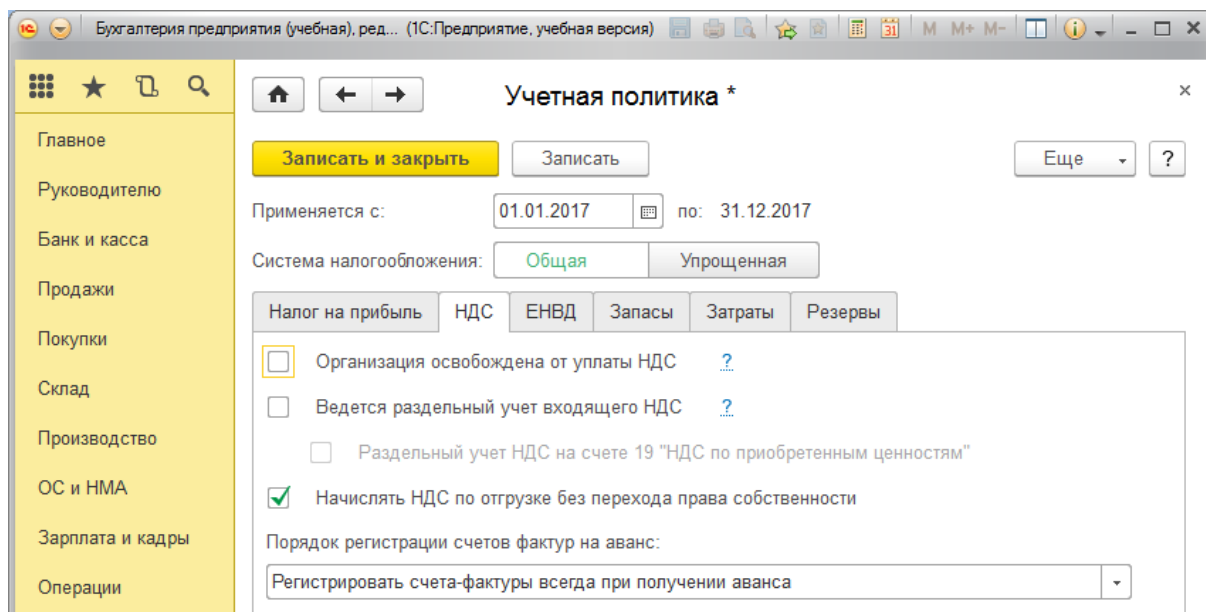 Бухгалтерия предприятия (учебная), ред... (1С:Предприятие, учебная версия) 31 M M+ M-
Учетная политика *
Главное
Записать и закрыть Записать Еще ?
Руководителю
Применяется с: 01.01.2017 по: 31.12.2017
Банк и касса
Система налогообложения: Общая Упрощенная
Продажи
Налог на прибыль НДС ЕНВД Запасы Затраты Резервы
Покупки
Организация освобождена от уплаты НДС ?
Склад
Ведется раздельный учет входящего НДС ?
Производство
Раздельный учет НДС на счете 19 "НДС по приобретенным ценностям"
ОС и НМА
Начислять НДС по отгрузке без перехода права собственности
Зарплата и кадры
Порядок регистрации счетов фактур на аванс:
Операции
Регистрировать счета-фактуры всегда при получении аванса